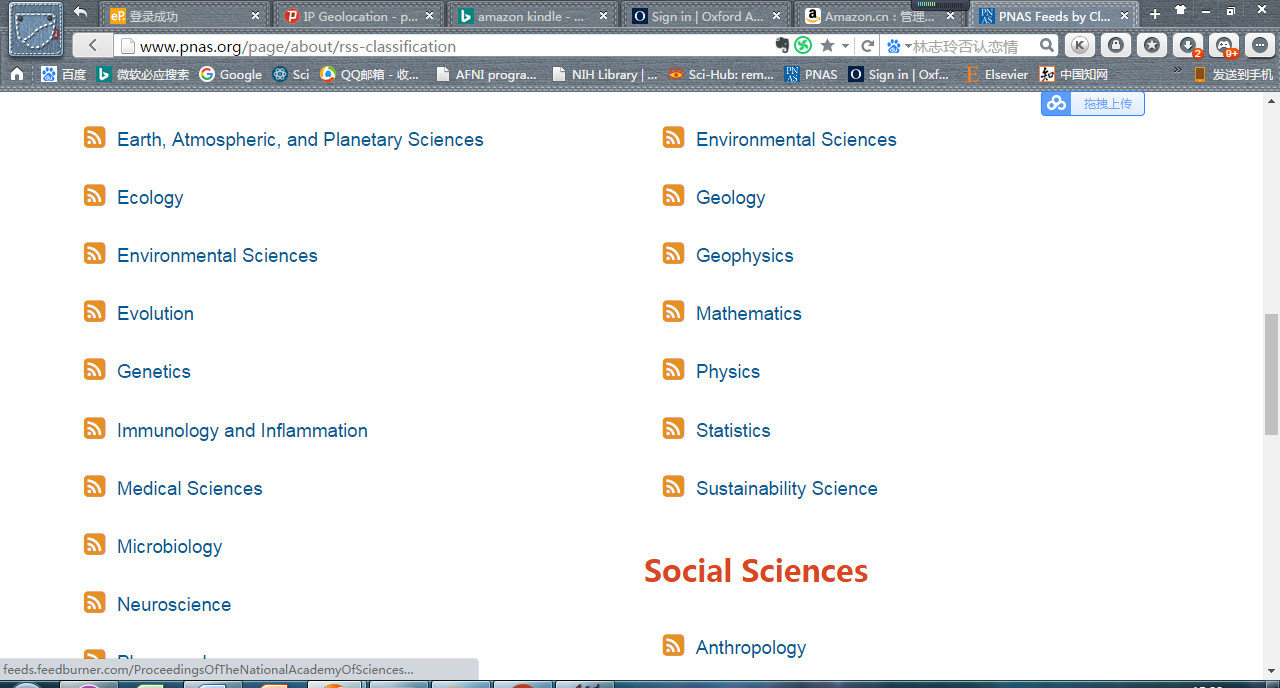 登录成功
IP Geolocation - p...
amazon kindle - ...
Sign in | Oxford A...
Amazon.cn : 管理...
PNAS Feeds by Cl...
www.pnas.org/page/about/rss-classification
林志玲否认恋情
2
9+
百度
微软必应搜索
Google
Sci
QQ邮箱 - 收...
AFNI progra...
NIH Library | ...
Sci-Hub: rem...
PNAS
Sign in | Oxf...
Elsevier
中国知网
发送到手机
拖拽上传
Earth, Atmospheric, and Planetary Sciences
Ecology
Environmental Sciences
Evolution
Genetics
Immunology and Inflammation
Medical Sciences
Microbiology
Neuroscience
Environmental Sciences
Geology
Geophysics
Mathematics
Physics
Statistics
Sustainability Science
Social Sciences
Anthropology
feeds.feedburner.com/ProceedingsOfTheNationalAcademyOfSciences...